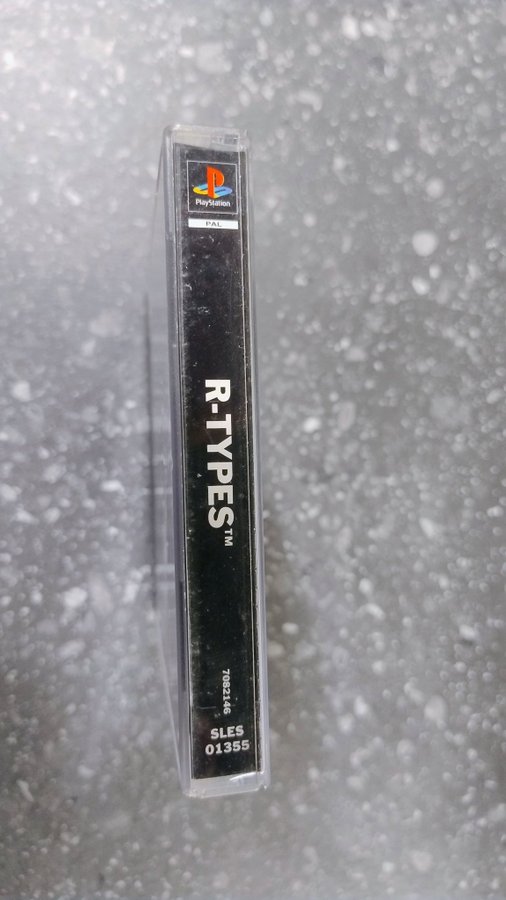 PlayStation
PAL
R-TYPES™
7082146
SLES
01355